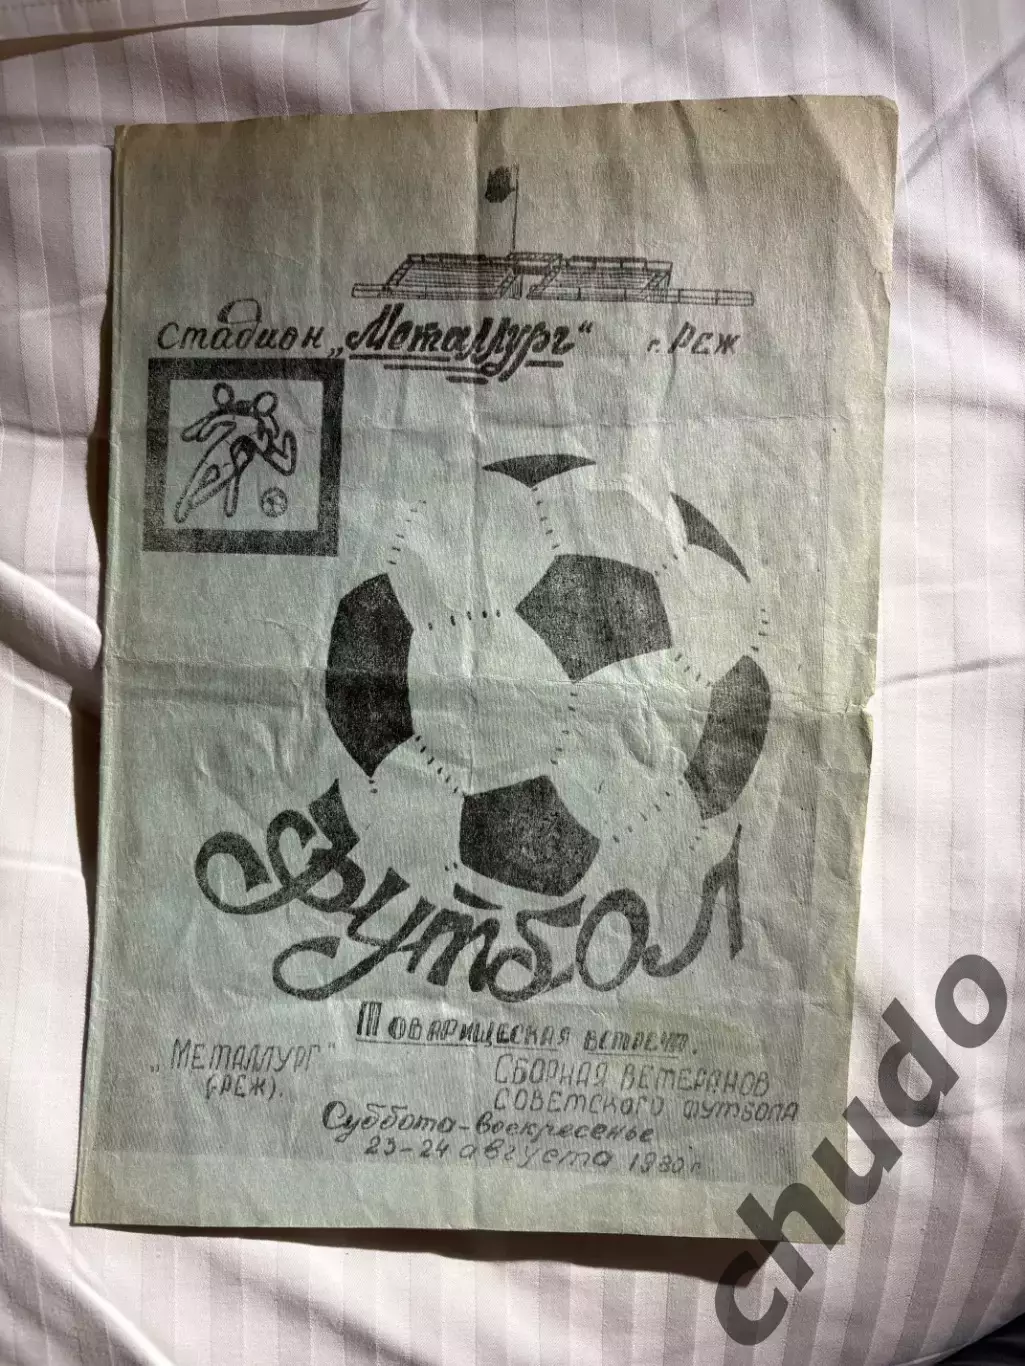 Стадион „Металлург“ г. Реж
Футбол
Товарищеская встреча.
„Металлург“
(Реж).
Сборная ветеранов
советского футбола
Суббота - воскресенье
23-24 августа 1980 г.
chudo